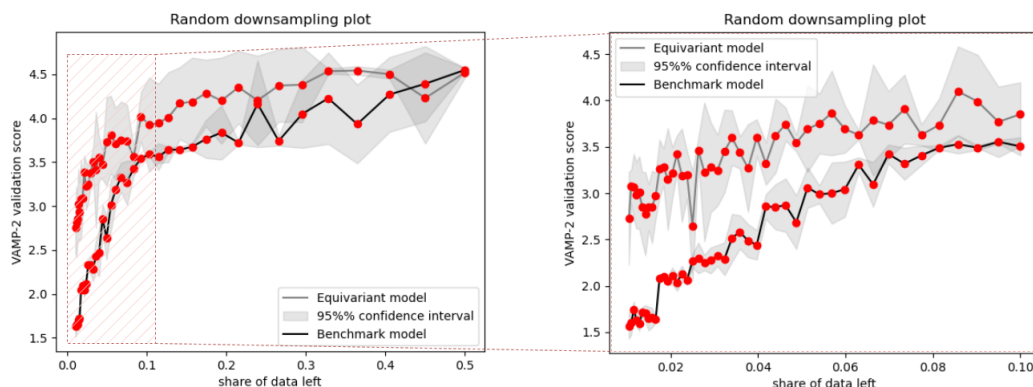 Random downsampling plot
VAMP-2 validation score
4.5
4.0
3.5
3.0
2.5
2.0
1.5
Equivariant model
95%% confidence interval
Benchmark model
0.0 0.1 0.2 0.3 0.4 0.5
share of data left
Random downsampling plot
VAMP-2 validation score
4.5
4.0
3.5
3.0
2.5
2.0
1.5
Equivariant model
95%% confidence interval
Benchmark model
0.02 0.04 0.06 0.08 0.10
share of data left